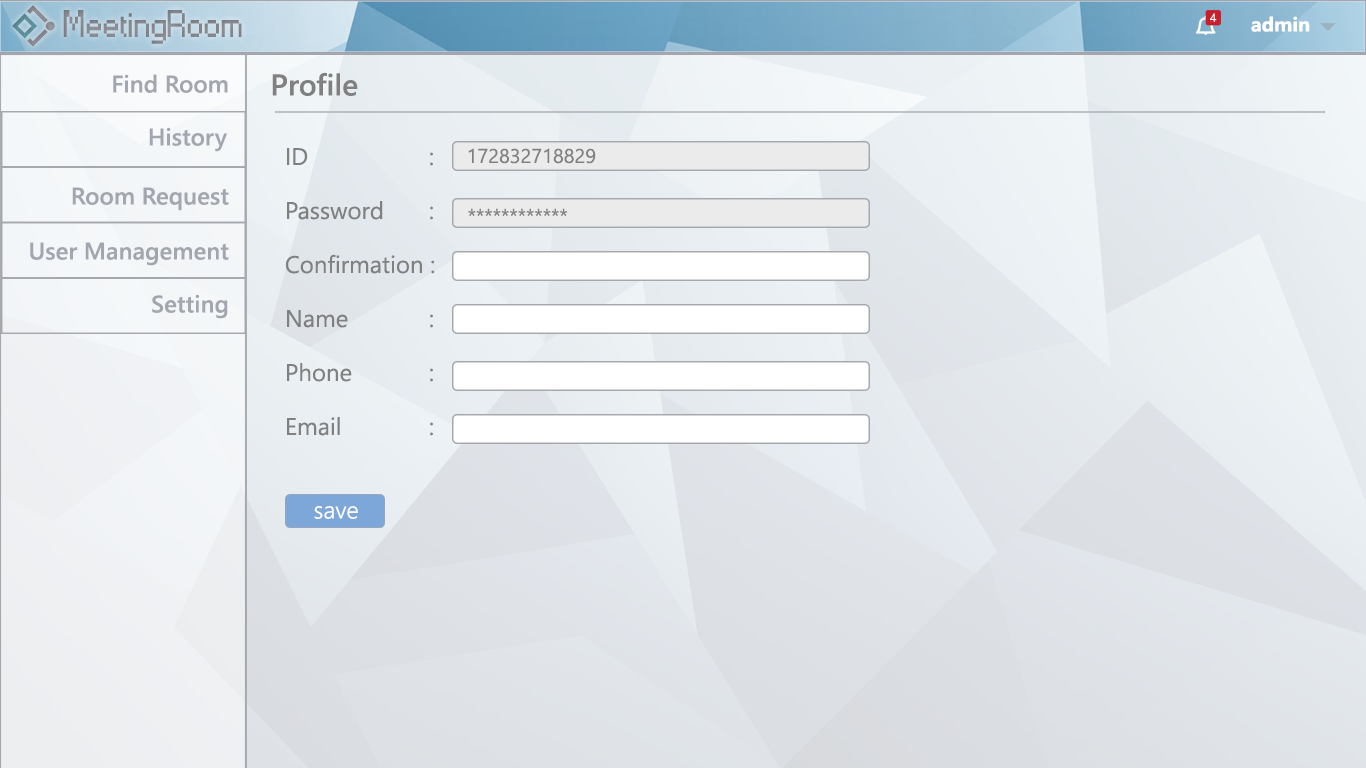 MeetingRoom
4
admin
Find Room
History
Room Request
User Management
Setting
Profile
ID : 172832718829
Password : ************
Confirmation :
Name :
Phone :
Email :
save